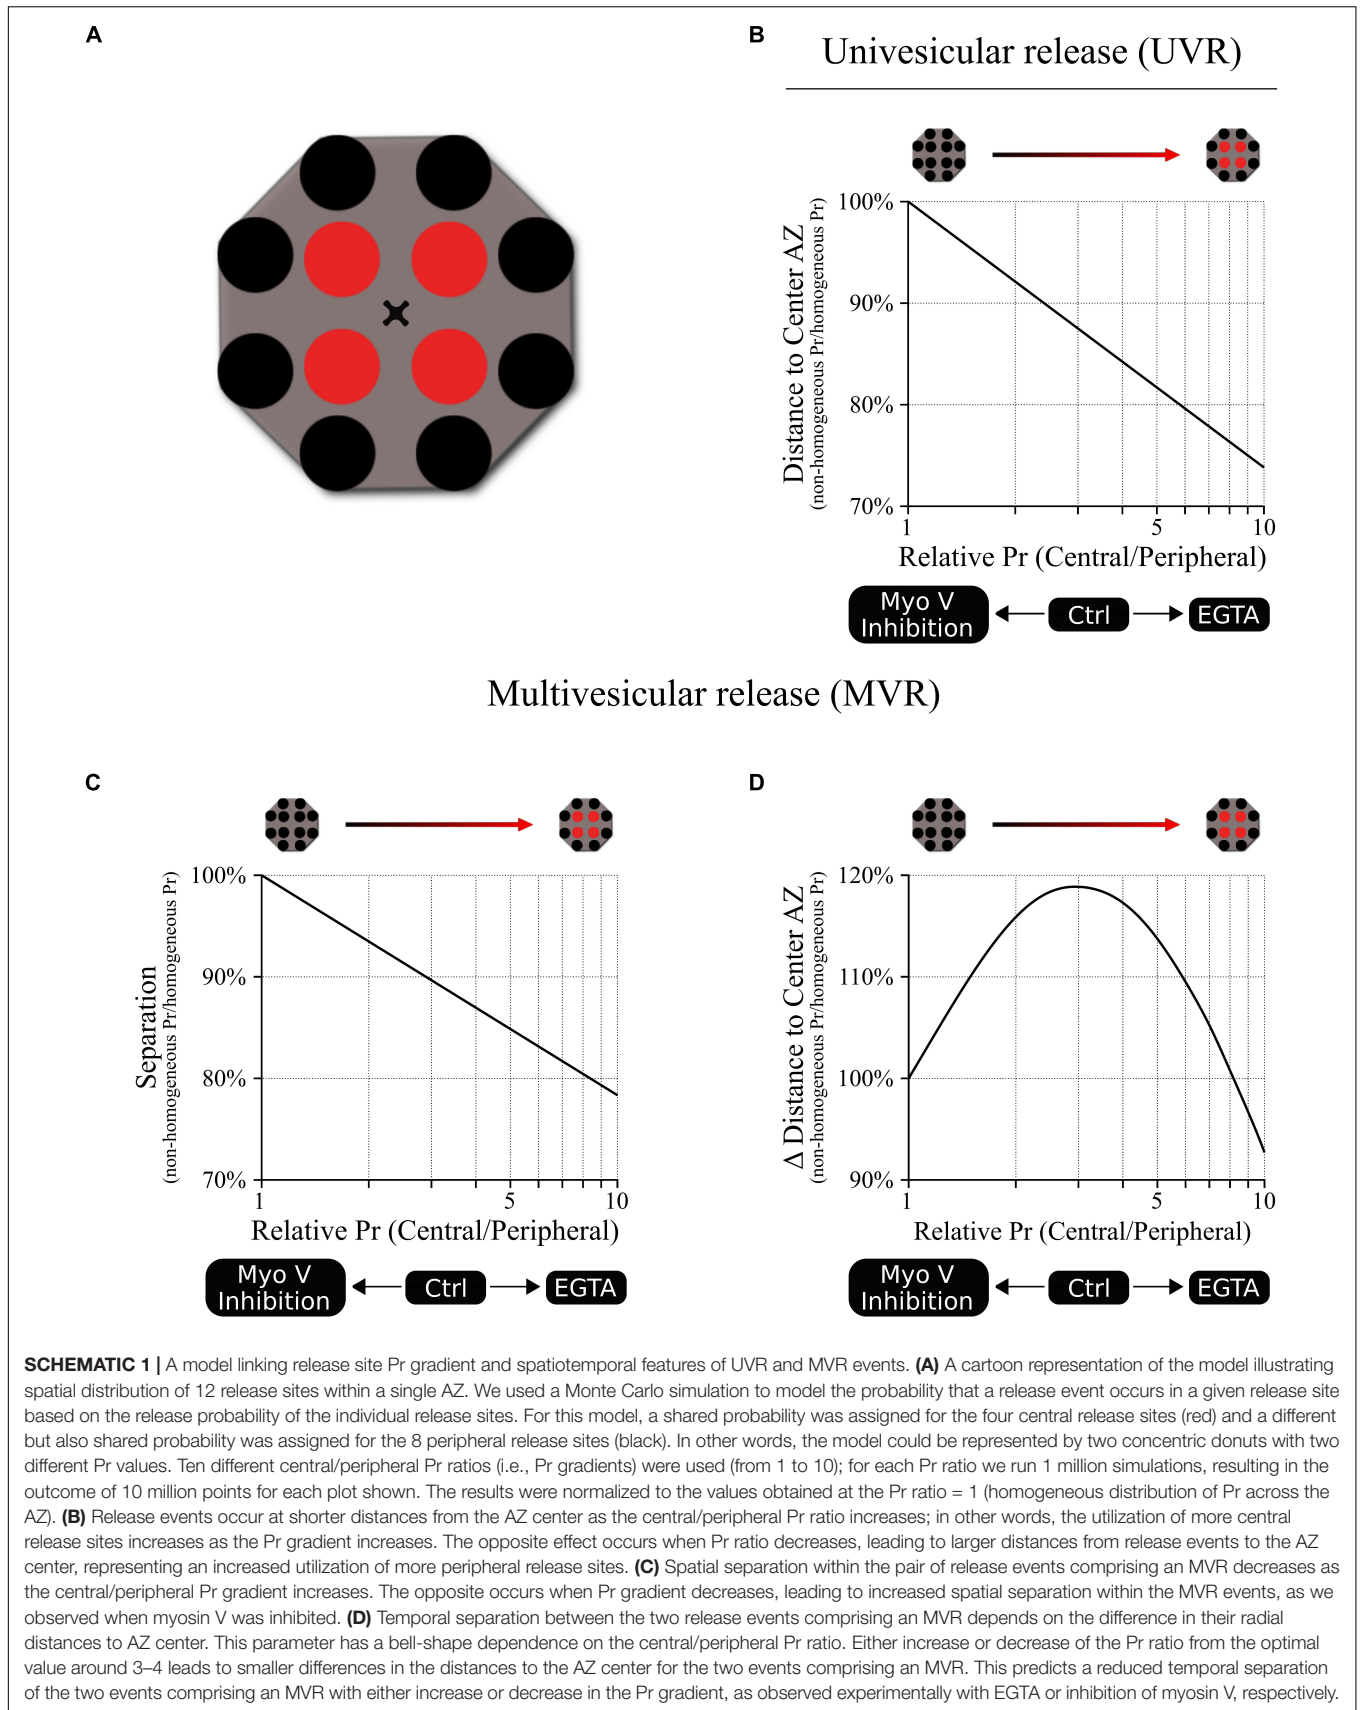 A
B
Univesicular release (UVR)
100%
90%
80%
70%
Distance to Center AZ
(non-homogeneous Pr/homogeneous Pr)
1
5
10
Relative Pr (Central/Peripheral)
Myo V
Inhibition
Ctrl
EGTA
Multivesicular release (MVR)
C
100%
90%
80%
70%
Separation
(non-homogeneous Pr/homogeneous Pr)
1
5
10
Relative Pr (Central/Peripheral)
Myo V
Inhibition
Ctrl
EGTA
D
120%
110%
100%
90%
Δ Distance to Center AZ
(non-homogeneous Pr/homogeneous Pr)
1
5
10
Relative Pr (Central/Peripheral)
Myo V
Inhibition
Ctrl
EGTA
SCHEMATIC 1 | A model linking release site Pr gradient and spatiotemporal features of UVR and MVR events. (A) A cartoon representation of the model illustrating
spatial distribution of 12 release sites within a single AZ. We used a Monte Carlo simulation to model the probability that a release event occurs in a given release site
based on the release probability of the individual release sites. For this model, a shared probability was assigned for the four central release sites (red) and a different
but also shared probability was assigned for the 8 peripheral release sites (black). In other words, the model could be represented by two concentric donuts with two
different Pr values. Ten different central/peripheral Pr ratios (i.e., Pr gradients) were used (from 1 to 10); for each Pr ratio we run 1 million simulations, resulting in the
outcome of 10 million points for each plot shown. The results were normalized to the values obtained at the Pr ratio = 1 (homogeneous distribution of Pr across the
AZ). (B) Release events occur at shorter distances from the AZ center as the central/peripheral Pr ratio increases; in other words, the utilization of more central
release sites increases as the Pr gradient increases. The opposite effect occurs when Pr ratio decreases, leading to larger distances from release events to the AZ
center, representing an increased utilization of more peripheral release sites. (C) Spatial separation within the pair of release events comprising an MVR decreases as
the central/peripheral Pr gradient increases. The opposite occurs when Pr gradient decreases, leading to increased spatial separation within the MVR events, as we
observed when myosin V was inhibited. (D) Temporal separation between the two release events comprising an MVR depends on the difference in their radial
distances to AZ center. This parameter has a bell-shape dependence on the central/peripheral Pr ratio. Either increase or decrease of the Pr ratio from the optimal
value around 3–4 leads to smaller differences in the distances to the AZ center for the two events comprising an MVR. This predicts a reduced temporal separation
of the two events comprising an MVR with either increase or decrease in the Pr gradient, as observed experimentally with EGTA or inhibition of myosin V, respectively.